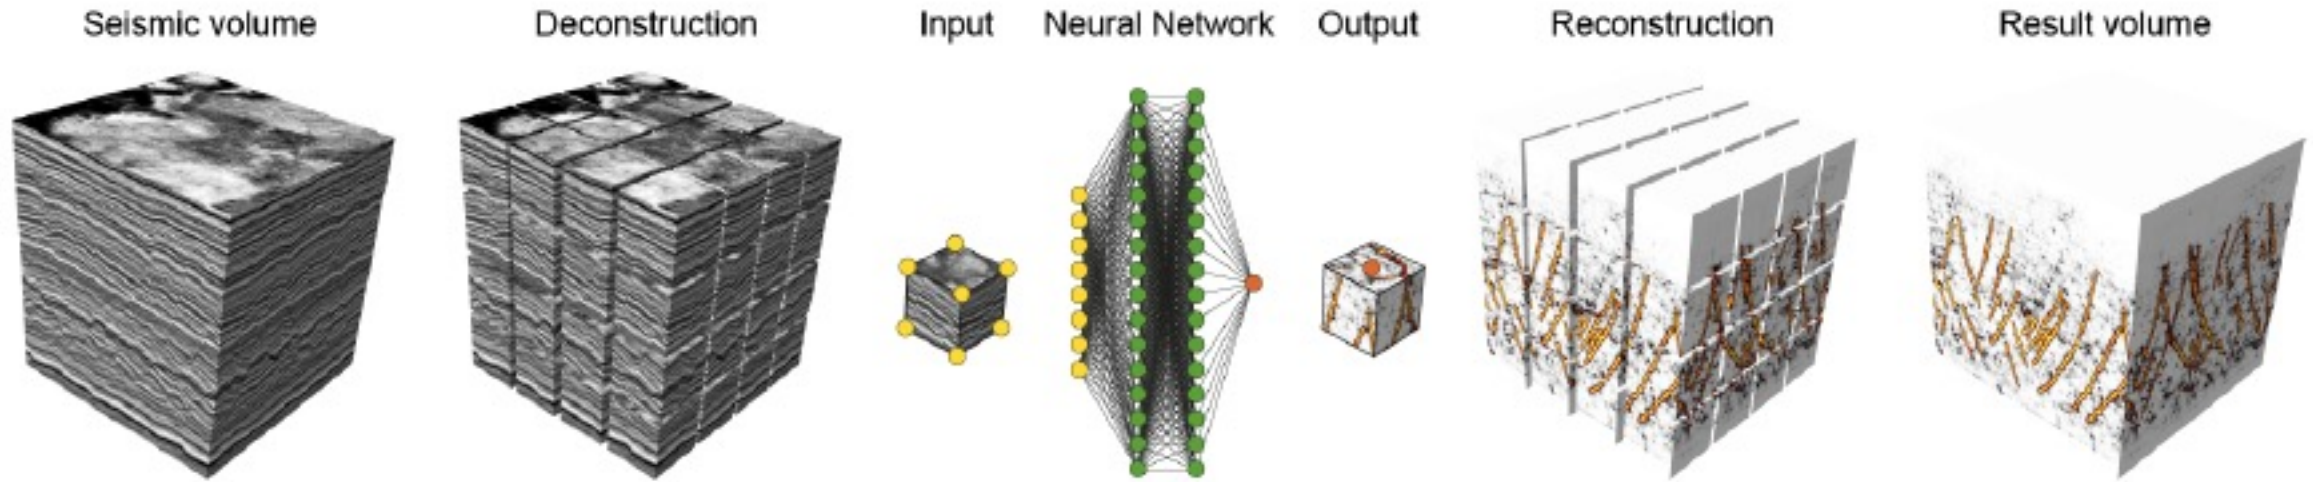 Seismic volume
Deconstruction
Input
Neural Network
Output
Reconstruction
Result volume